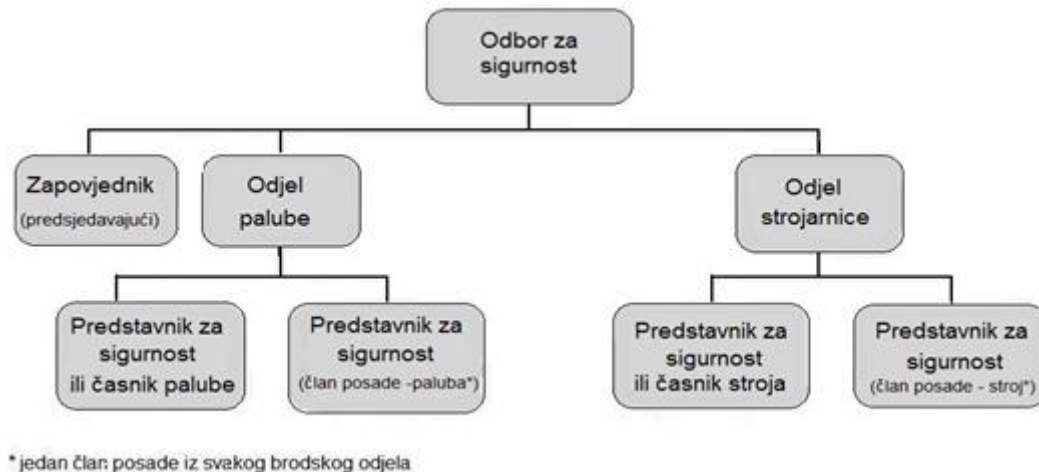 Odbor za
sigurnost
Zapovjednik
(predsjedavajući)
Odjel
palube
Odjel
strojarnice
Predstavnik za
sigurnost
ili časnik palube
Predstavnik za
sigurnost
(član posade -paluba*)
Predstavnik za
sigurnost
ili časnik stroja
Predstavnik za
sigurnost
(član posade - stroj*)
* jedan član posade iz svakog brodskog odjela